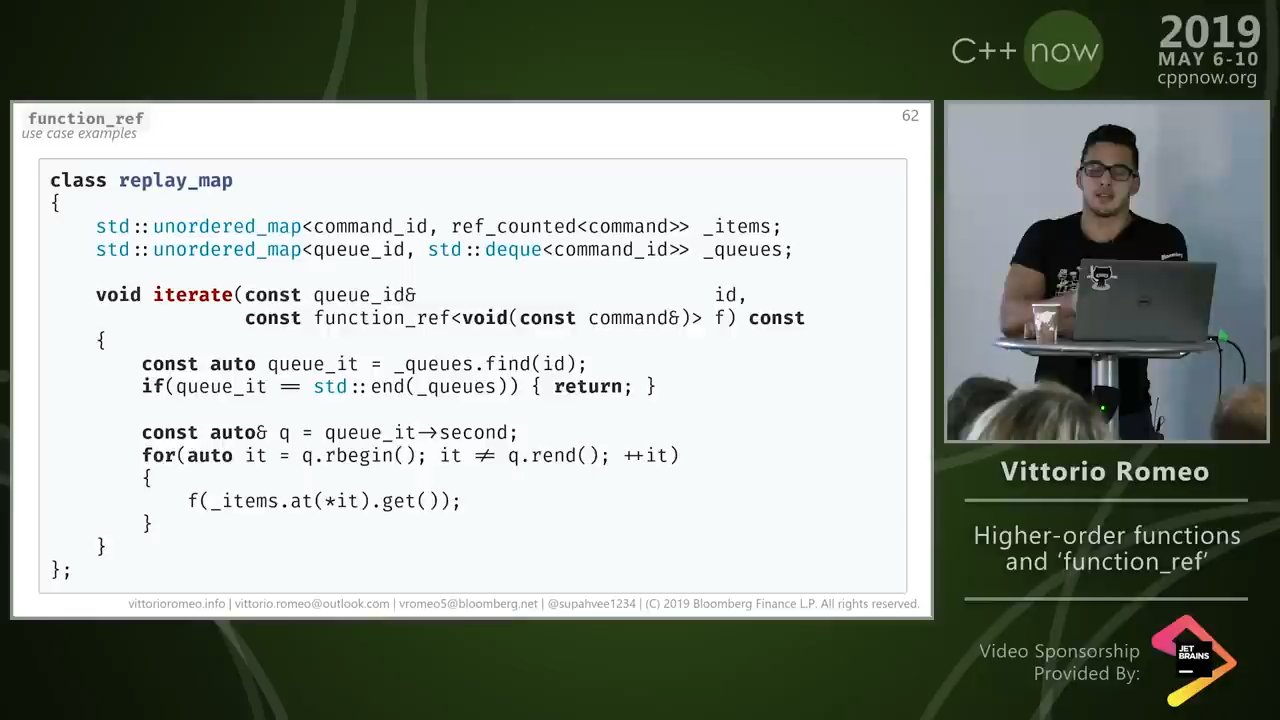 C++ now
2019
MAY 6-10
cppnow.org
function_ref
use case examples
62
class replay_map
{
std::unordered_map<command_id, ref_counted<command>> _items;
std::unordered_map<queue_id, std::deque<command_id>> _queues;
void iterate(const queue_id& id,
const function_ref<void(const command&)> f) const
{
const auto queue_it = _queues.find(id);
if(queue_it == std::end(_queues)) { return; }
const auto& q = queue_it->second;
for(auto it = q.rbegin(); it ≠ q.rend(); ++it)
{
f(_items.at(*it).get());
}
}
};
vittorioromeo.info | vittorio.romeo@outlook.com | vromeo5@bloomberg.net | @supahvee1234 | (C) 2019 Bloomberg Finance L.P. All rights reserved.
Bloomberg
Vittorio Romeo
Higher-order functions
and ‘function_ref’
Video Sponsorship
Provided By:
JET
BRAINS